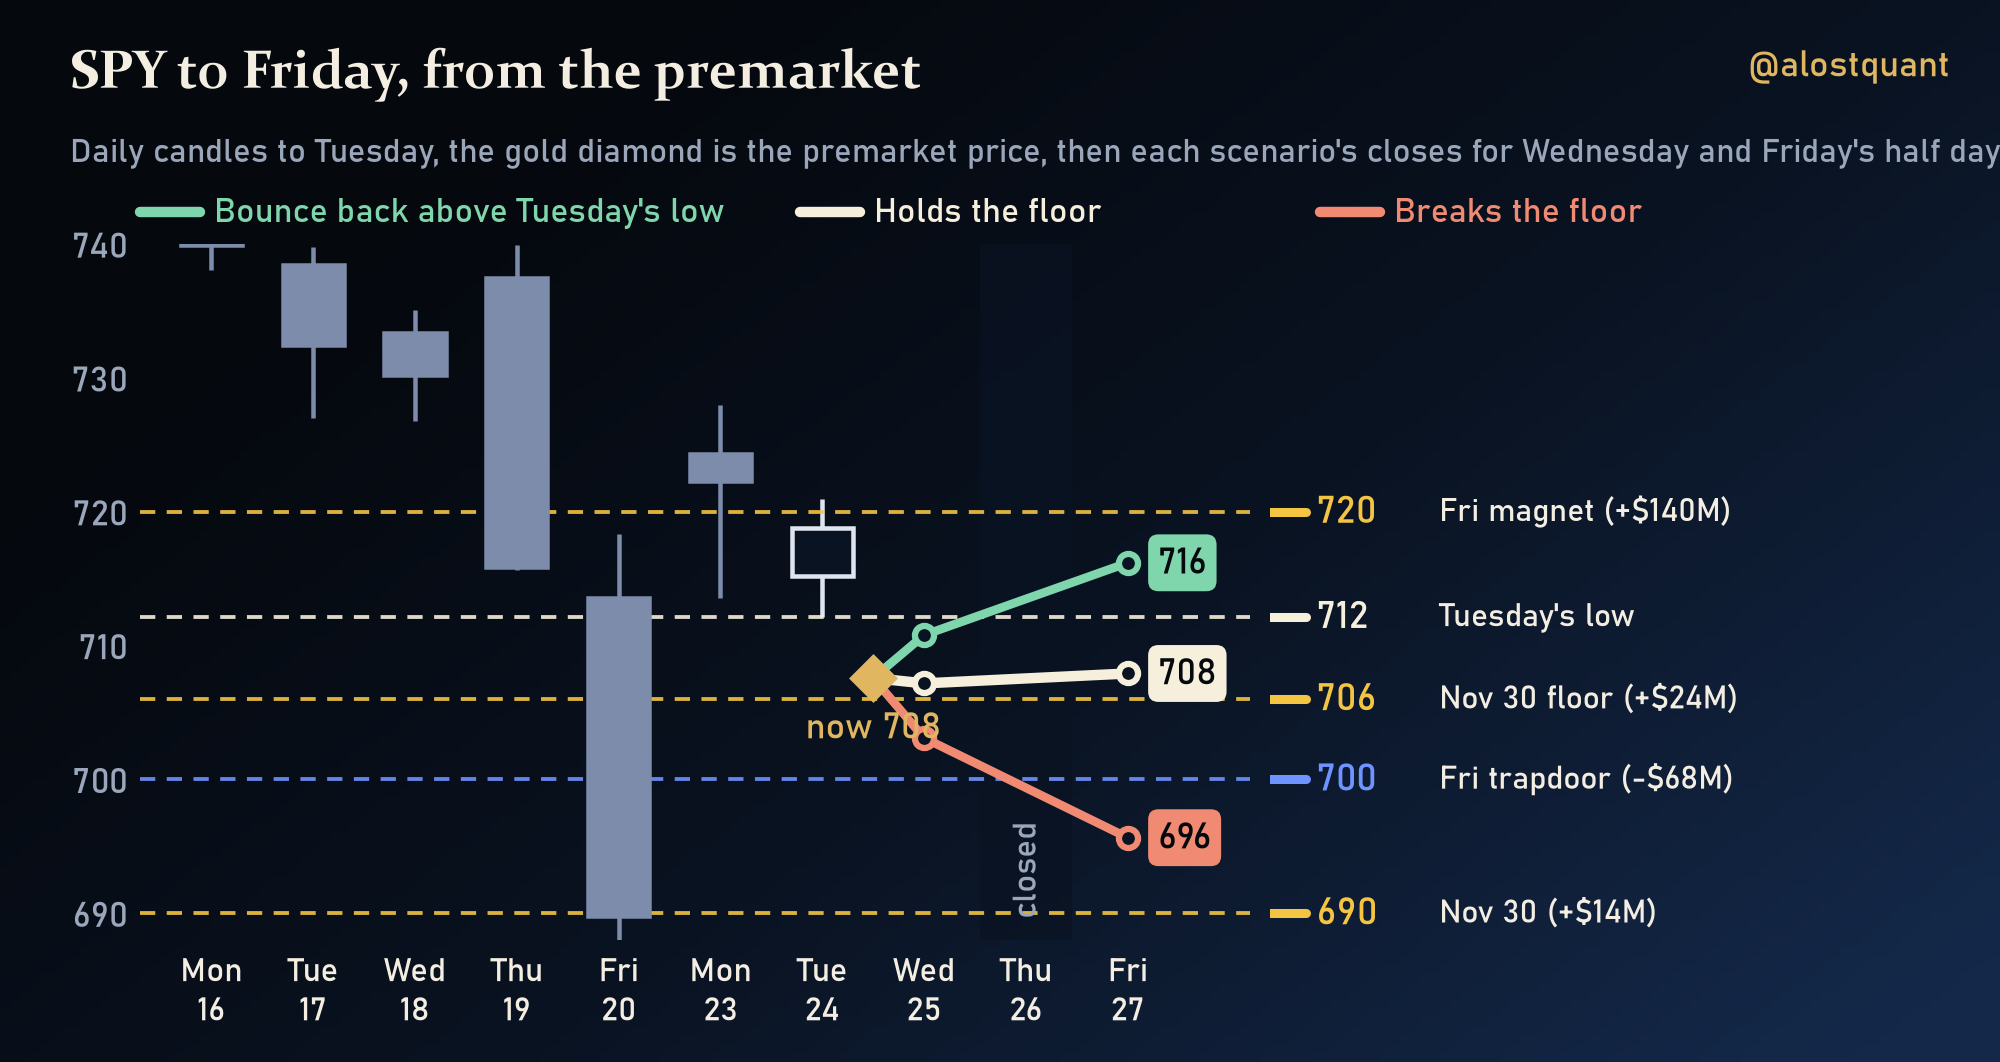 SPY to Friday, from the premarket
@alostquant
Daily candles to Tuesday, the gold diamond is the premarket price, then each scenario's closes for Wednesday and Friday's half day
Bounce back above Tuesday's low
Holds the floor
Breaks the floor
740
730
720
710
700
690
720 Fri magnet (+$140M)
716
712 Tuesday's low
708
706 Nov 30 floor (+$24M)
now 708
700 Fri trapdoor (-$68M)
696
690 Nov 30 (+$14M)
closed
Mon Tue Wed Thu Fri Mon Tue Wed Thu Fri
16 17 18 19 20 23 24 25 26 27